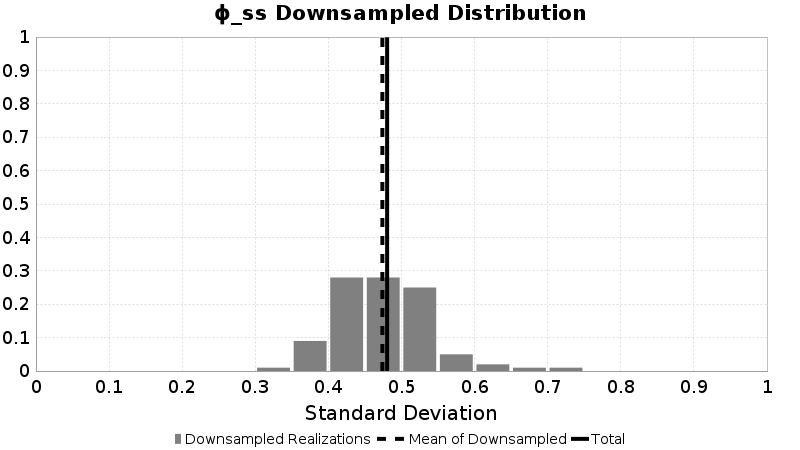 ϕ_ss Downsampled Distribution
1
0.9
0.8
0.7
0.6
0.5
0.4
0.3
0.2
0.1
0
0 0.1 0.2 0.3 0.4 0.5 0.6 0.7 0.8 0.9 1
Standard Deviation
Downsampled Realizations Mean of Downsampled Total